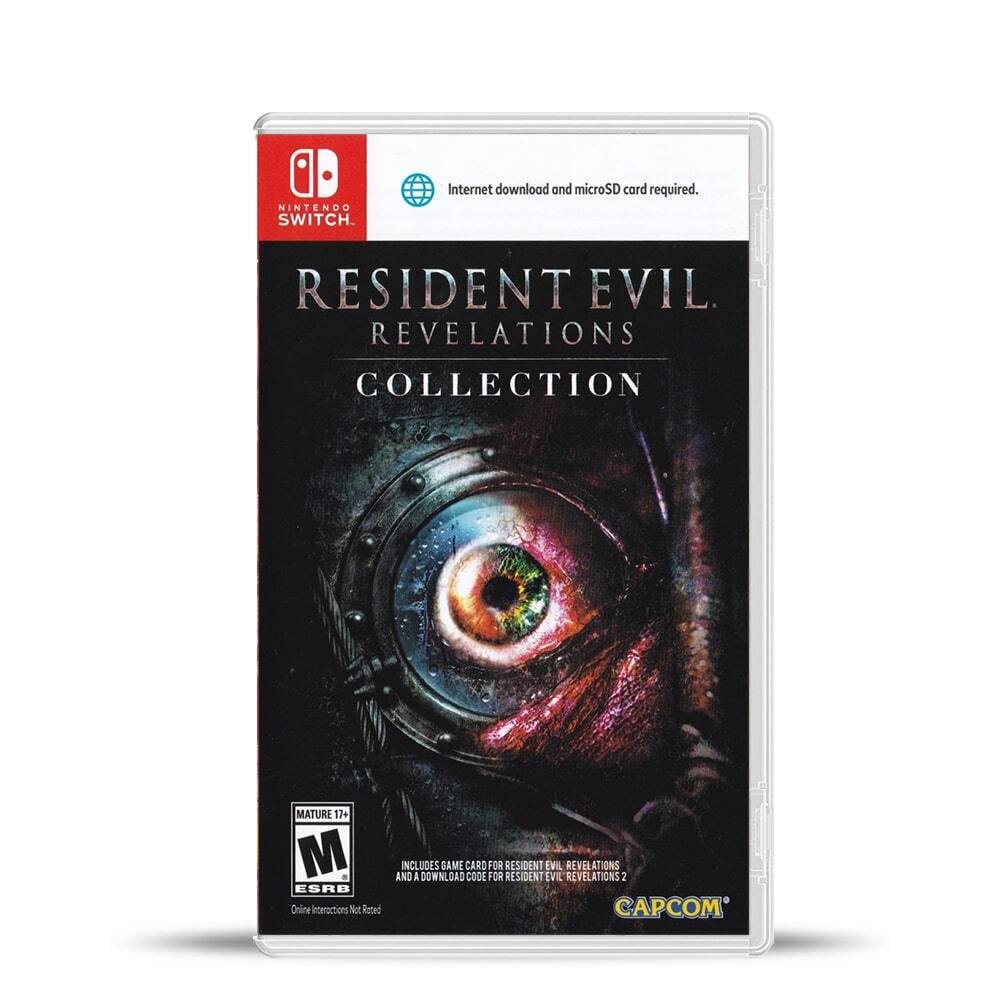 NINTENDO
SWITCH™
Internet download and microSD card required.
RESIDENT EVIL®
REVELATIONS
COLLECTION
MATURE 17+
M
®
ESRB
INCLUDES GAME CARD FOR RESIDENT EVIL REVELATIONS
AND A DOWNLOAD CODE FOR RESIDENT EVIL REVELATIONS 2
Online Interactions Not Rated
CAPCOM®